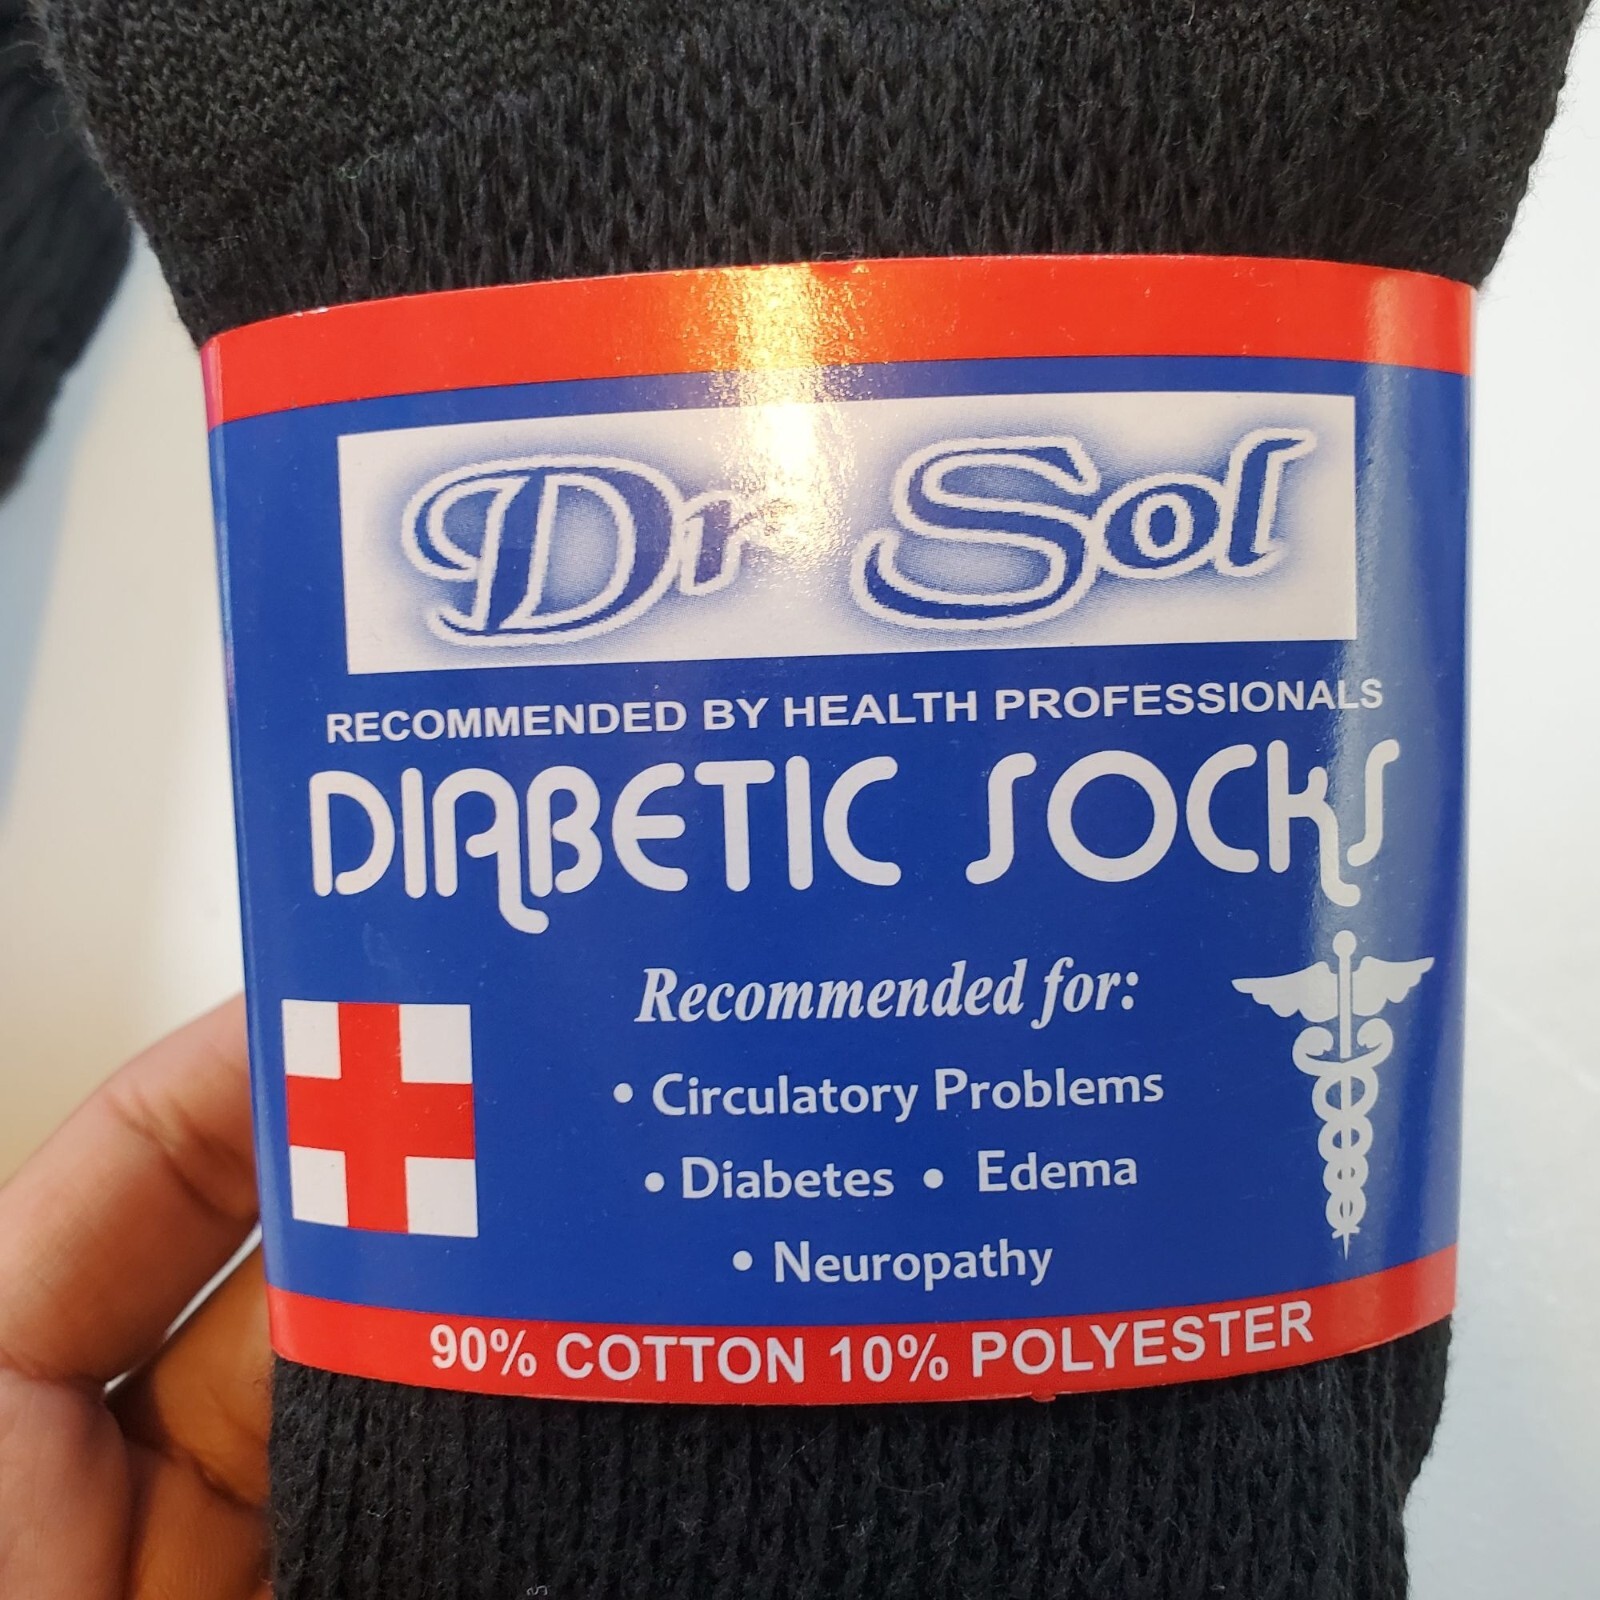 Dr Sol
RECOMMENDED BY HEALTH PROFESSIONALS
DIABETIC SOCKS
Recommended for:
• Circulatory Problems
• Diabetes • Edema
• Neuropathy
90% COTTON 10% POLYESTER